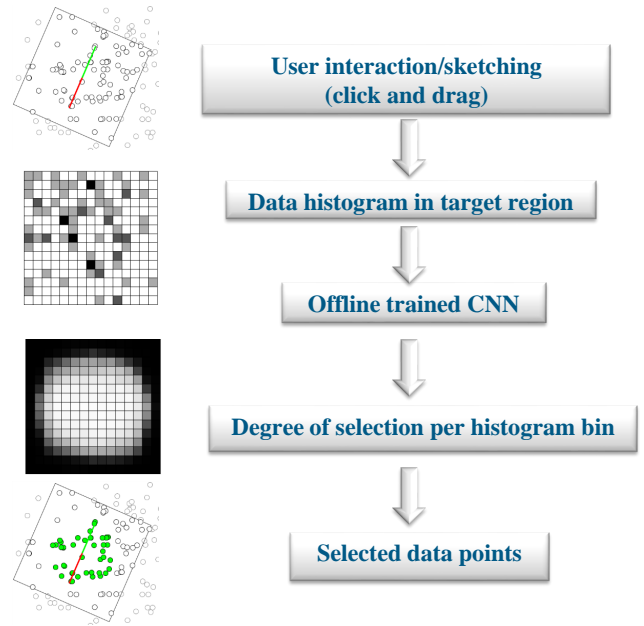 User interaction/sketching
(click and drag)
Data histogram in target region
Offline trained CNN
Degree of selection per histogram bin
Selected data points